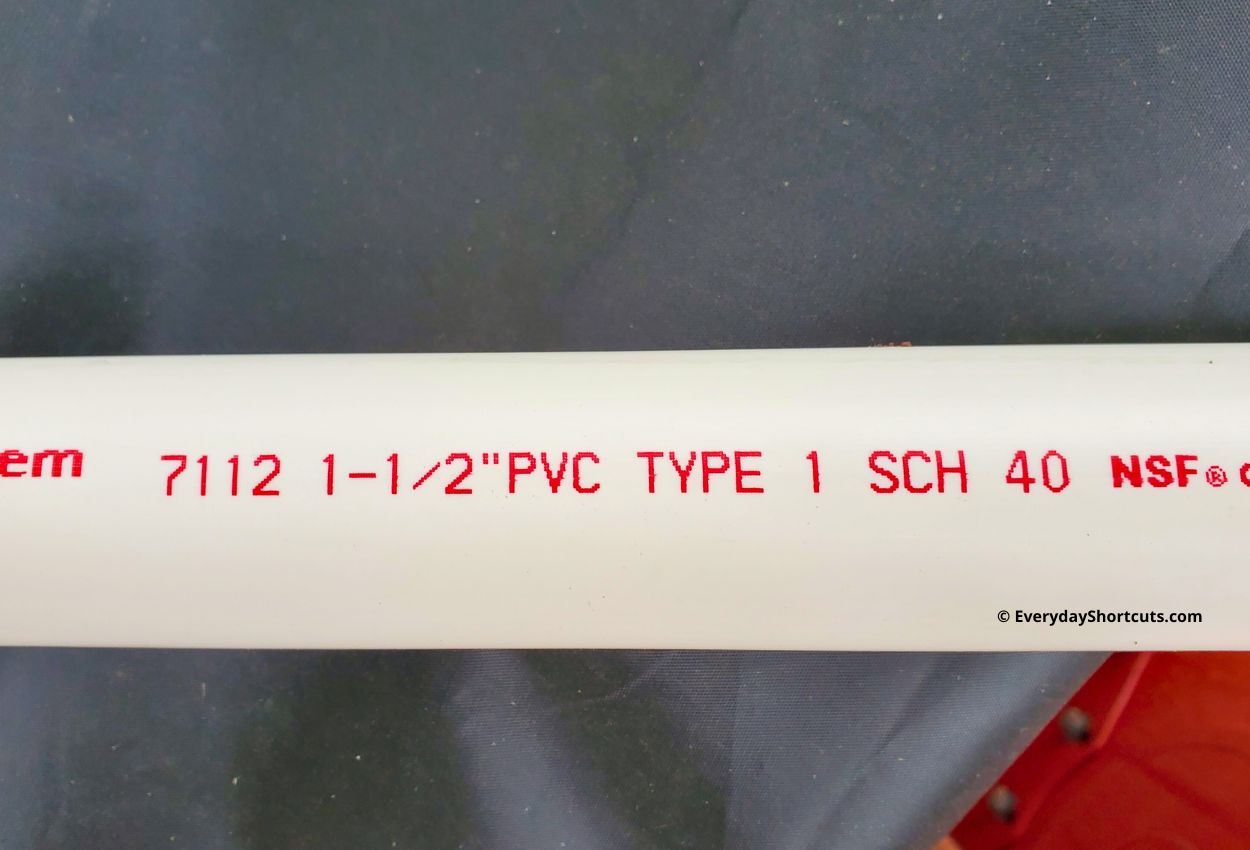 em 7112 1-1/2"PVC TYPE 1 SCH 40 NSF®
© EverydayShortcuts.com